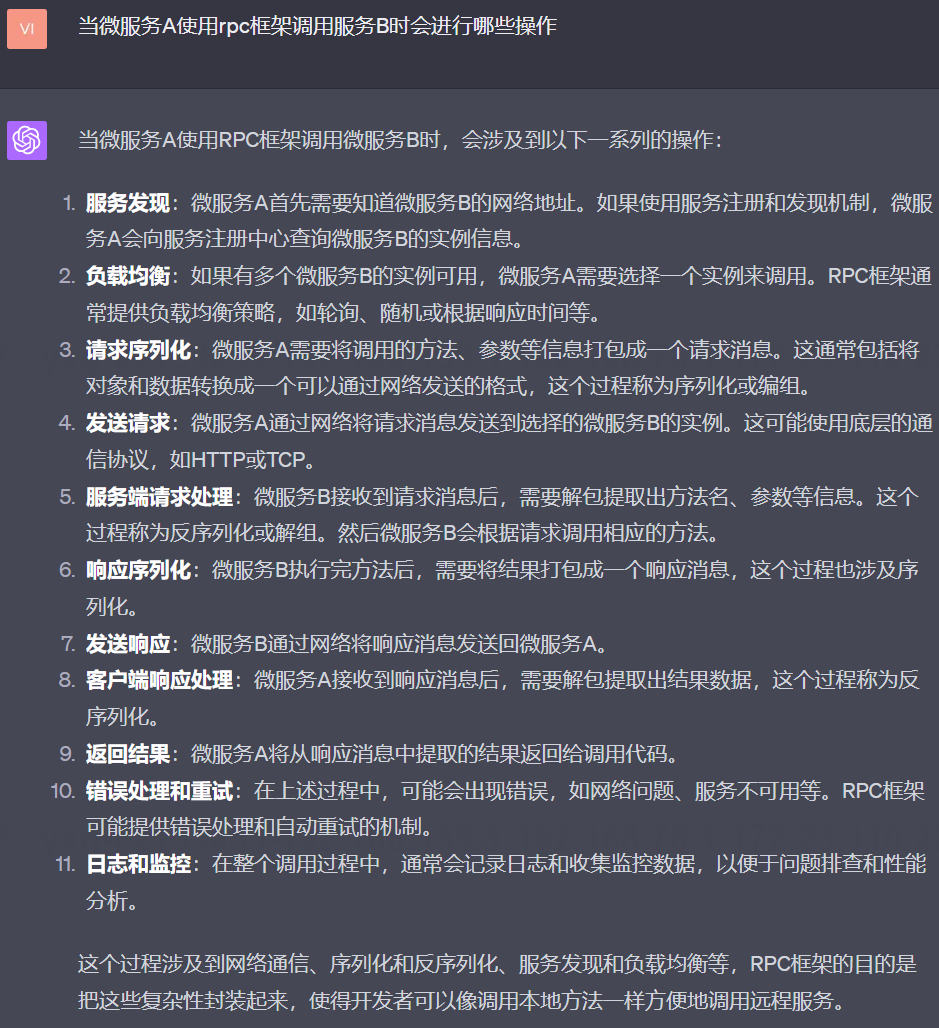 VI
当微服务A使用rpc框架调用服务B时会进行哪些操作
当微服务A使用RPC框架调用微服务B时，会涉及到以下一系列的操作：
1. 服务发现：微服务A首先需要知道微服务B的网络地址。如果使用服务注册和发现机制，微服
务A会向服务注册中心查询微服务B的实例信息。
2. 负载均衡：如果有多个微服务B的实例可用，微服务A需要选择一个实例来调用。RPC框架通
常提供负载均衡策略，如轮询、随机或根据响应时间等。
3. 请求序列化：微服务A需要将调用的方法、参数等信息打包成一个请求消息。这通常包括将
对象和数据转换成一个可以通过网络发送的格式，这个过程称为序列化或编组。
4. 发送请求：微服务A通过网络将请求消息发送到选择的微服务B的实例。这可能使用底层的通
信协议，如HTTP或TCP。
5. 服务端请求处理：微服务B接收到请求消息后，需要解包提取出方法名、参数等信息。这个
过程称为反序列化或解组。然后微服务B会根据请求调用相应的方法。
6. 响应序列化：微服务B执行完方法后，需要将结果打包成一个响应消息，这个过程也涉及序
列化。
7. 发送响应：微服务B通过网络将响应消息发送回微服务A。
8. 客户端响应处理：微服务A接收到响应消息后，需要解包提取出结果数据，这个过程称为反
序列化。
9. 返回结果：微服务A将从响应消息中提取的结果返回给调用代码。
10. 错误处理和重试：在上述过程中，可能会出现错误，如网络问题、服务不可用等。RPC框架
可能提供错误处理和自动重试的机制。
11. 日志和监控：在整个调用过程中，通常会记录日志和收集监控数据，以便于问题排查和性能
分析。
这个过程涉及到网络通信、序列化和反序列化、服务发现和负载均衡等，RPC框架的目的是
把这些复杂性封装起来，使得开发者可以像调用本地方法一样方便地调用远程服务。